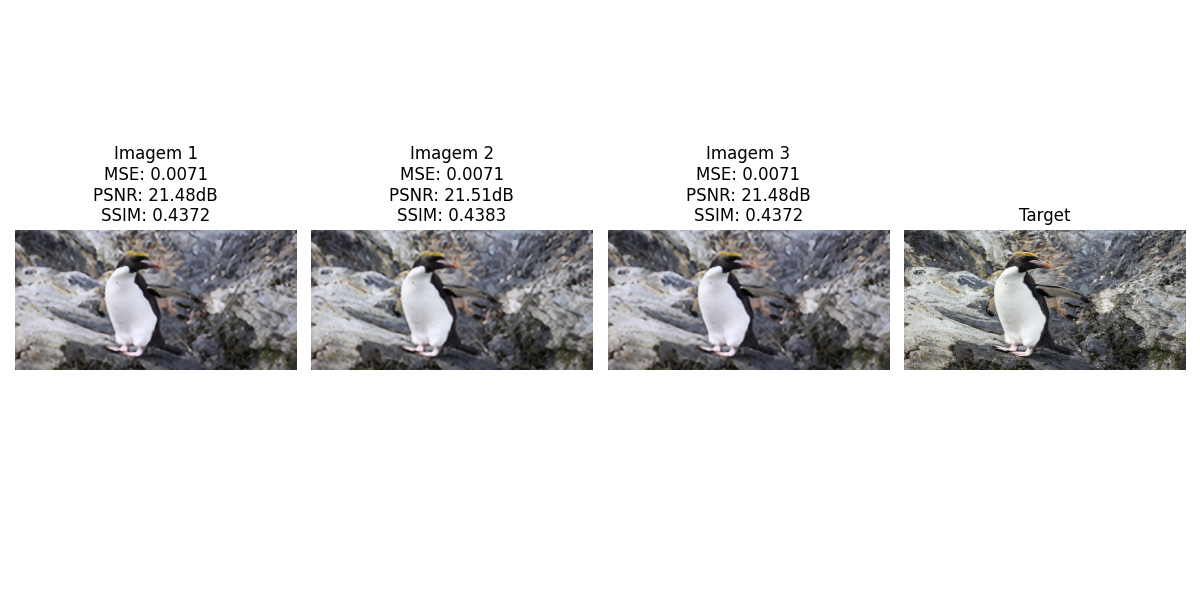 Imagem 1
MSE: 0.0071
PSNR: 21.48dB
SSIM: 0.4372
Imagem 2
MSE: 0.0071
PSNR: 21.51dB
SSIM: 0.4383
Imagem 3
MSE: 0.0071
PSNR: 21.48dB
SSIM: 0.4372
Target